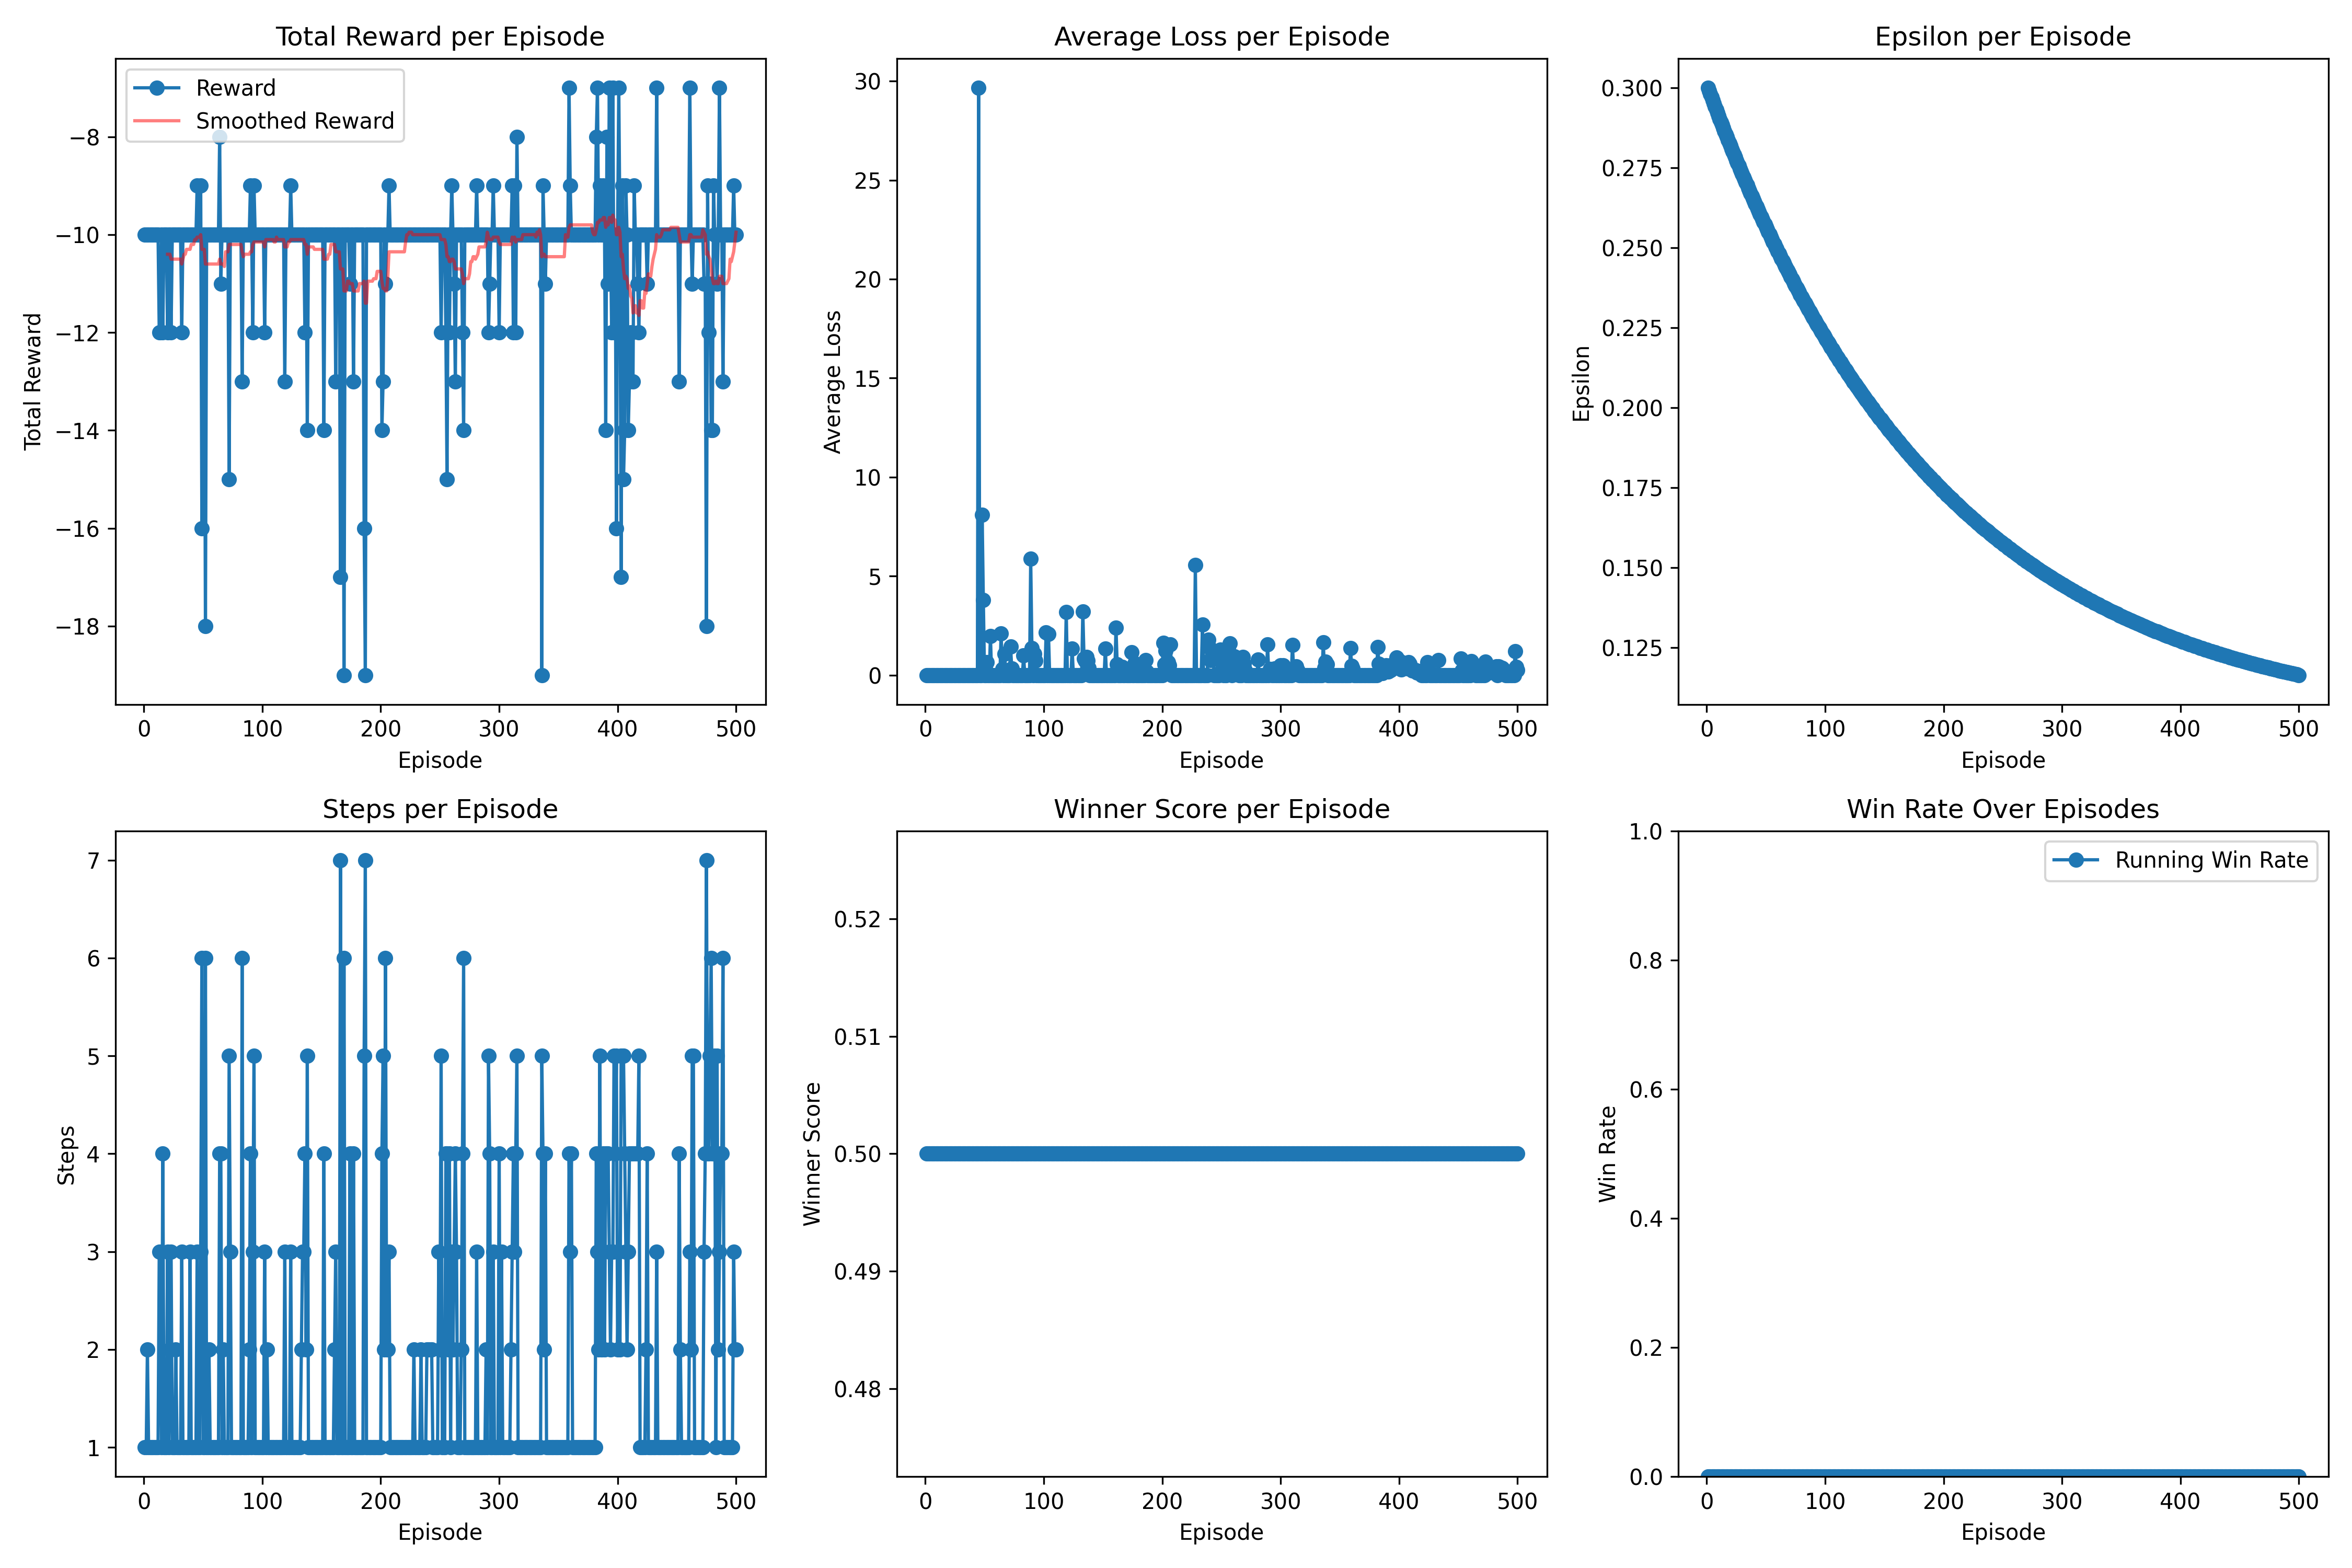 Total Reward per Episode
Reward
Smoothed Reward
−8
−10
−12
−14
−16
−18
Total Reward
0 100 200 300 400 500
Episode
Average Loss per Episode
30
25
20
15
10
5
0
Average Loss
0 100 200 300 400 500
Episode
Epsilon per Episode
0.300
0.275
0.250
0.225
0.200
0.175
0.150
0.125
Epsilon
0 100 200 300 400 500
Episode
Steps per Episode
7
6
5
4
3
2
1
Steps
0 100 200 300 400 500
Episode
Winner Score per Episode
0.52
0.51
0.50
0.49
0.48
Winner Score
0 100 200 300 400 500
Episode
Win Rate Over Episodes
Running Win Rate
1.0
0.8
0.6
0.4
0.2
0.0
Win Rate
0 100 200 300 400 500
Episode